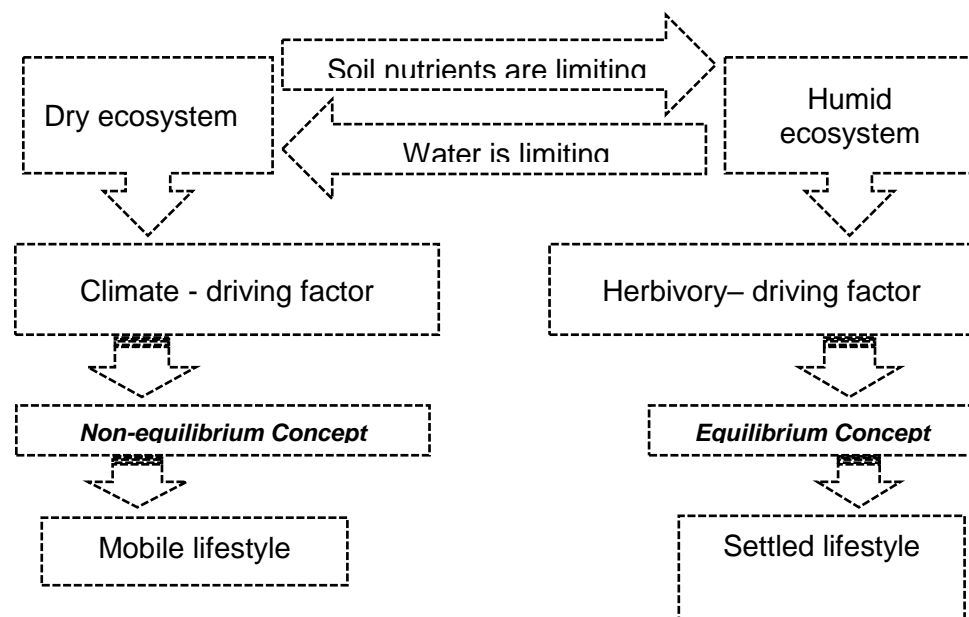 Soil nutrients are limiting
Dry ecosystem
Humid
ecosystem
Water is limiting
Climate - driving factor
Herbivory– driving factor
Non-equilibrium Concept
Equilibrium Concept
Mobile lifestyle
Settled lifestyle